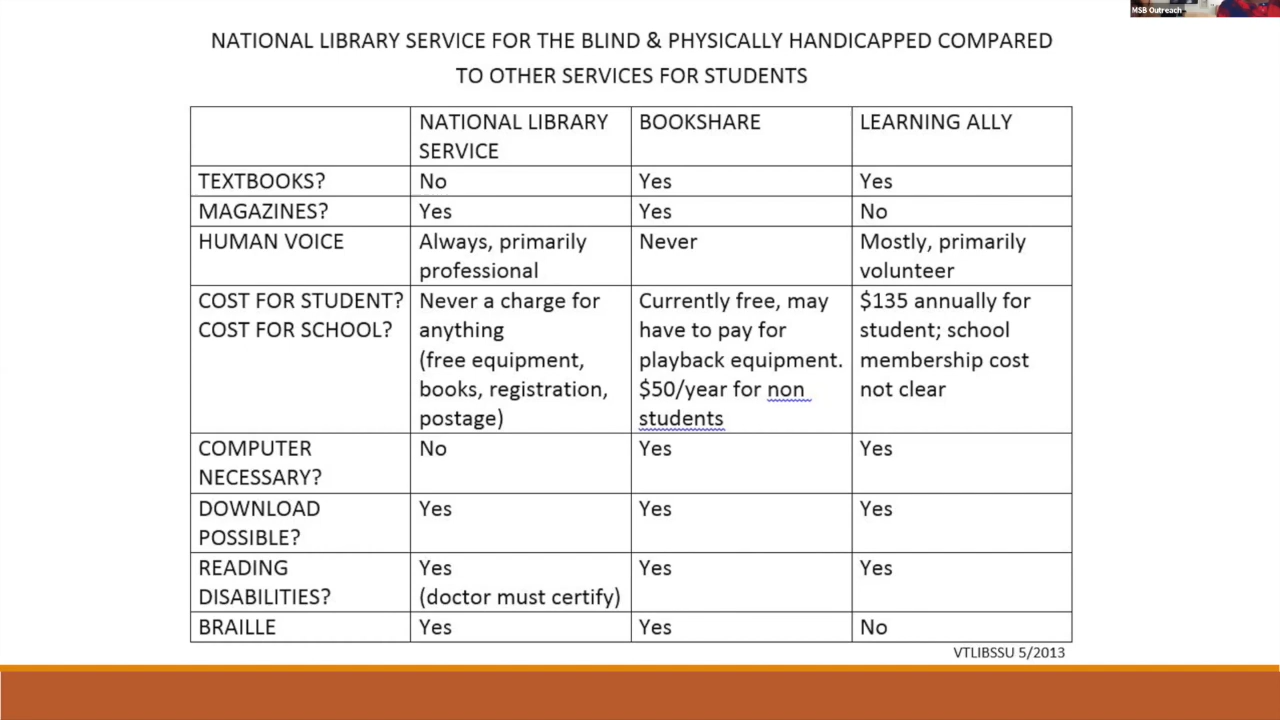 MSB Outreach
NATIONAL LIBRARY SERVICE FOR THE BLIND & PHYSICALLY HANDICAPPED COMPARED
TO OTHER SERVICES FOR STUDENTS
NATIONAL LIBRARY
SERVICE
BOOKSHARE
LEARNING ALLY
TEXTBOOKS?
No
Yes
Yes
MAGAZINES?
Yes
Yes
No
HUMAN VOICE
Always, primarily
professional
Never
Mostly, primarily
volunteer
COST FOR STUDENT?
COST FOR SCHOOL?
Never a charge for
anything
(free equipment,
books, registration,
postage)
Currently free, may
have to pay for
playback equipment.
$50/year for non
students
$135 annually for
student; school
membership cost
not clear
COMPUTER
NECESSARY?
No
Yes
Yes
DOWNLOAD
POSSIBLE?
Yes
Yes
Yes
READING
DISABILITIES?
Yes
(doctor must certify)
Yes
Yes
BRAILLE
Yes
Yes
No
VTLIBSSU 5/2013